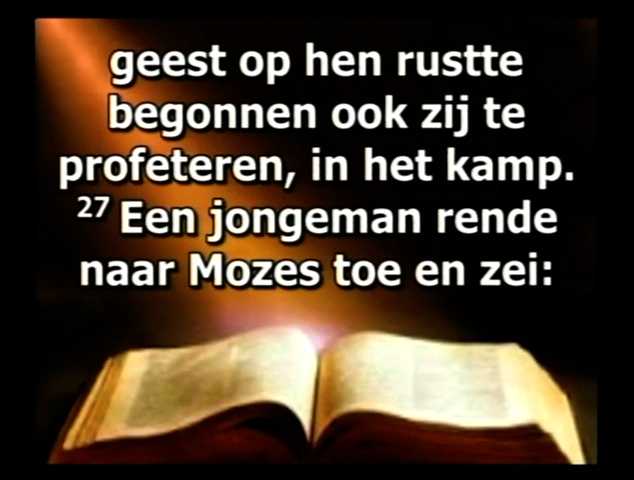 geest op hen rustte
begonnen ook zij te
profeteren, in het kamp.
27 Een jongeman rende
naar Mozes toe en zei: